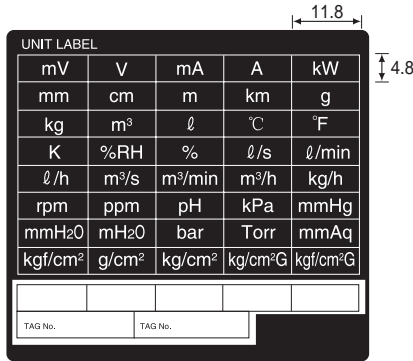 11.8
UNIT LABEL
4.8
mV V mA A kW
mm cm m km g
kg m³ ℓ ℃ °F
K %RH % ℓ/s ℓ/min
ℓ/h m³/s m³/min m³/h kg/h
rpm ppm pH kPa mmHg
mmH20 mH20 bar Torr mmAq
kgf/cm² g/cm² kg/cm² kg/cm²G kgf/cm²G
TAG No. TAG No.